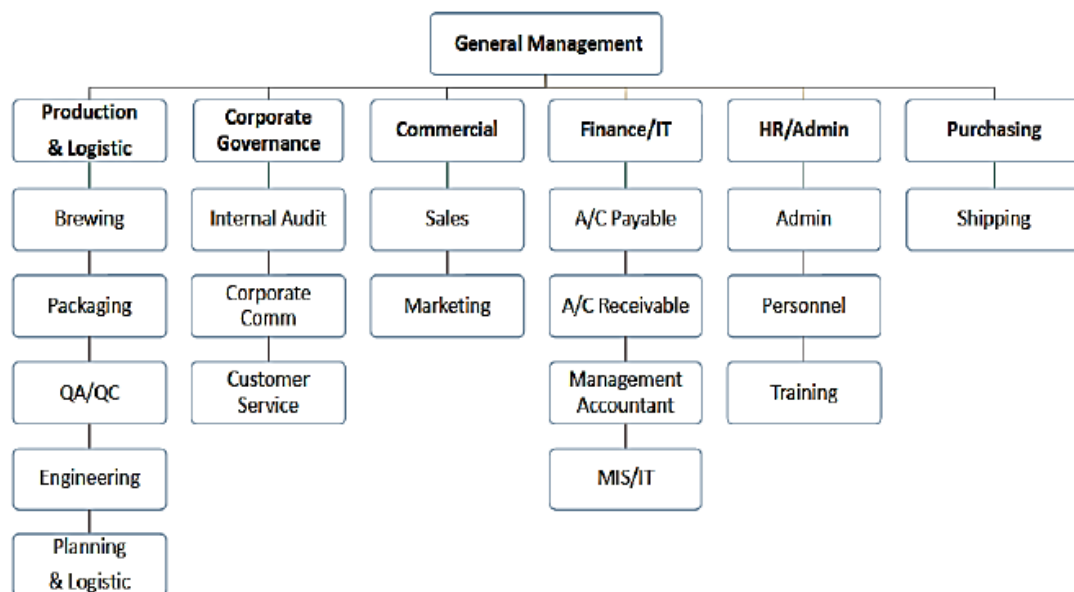 General Management
Production
& Logistic
Corporate
Governance
Commercial
Finance/IT
HR/Admin
Purchasing
Brewing
Internal Audit
Sales
A/C Payable
Admin
Shipping
Packaging
Corporate
Comm
Marketing
A/C Receivable
Personnel
QA/QC
Customer
Service
Management
Accountant
Training
Engineering
MIS/IT
Planning
& Logistic